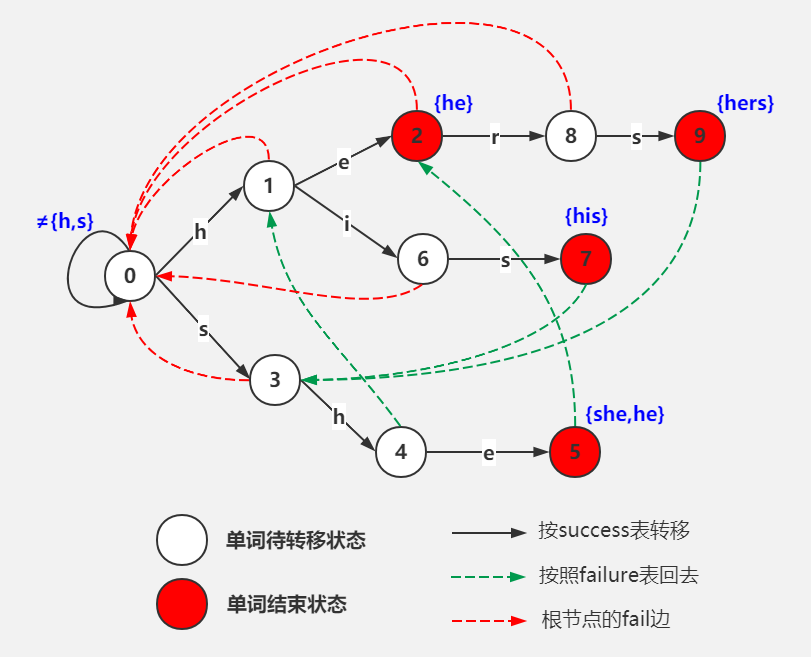 {he}
{hers}
2
r
8
s
9
e
1
{his}
≠{h,s}
h
i
6
s
7
0
s
3
{she,he}
h
4
e
5
单词待转移状态
按success表转移
按照failure表回去
单词结束状态
根节点的fail边